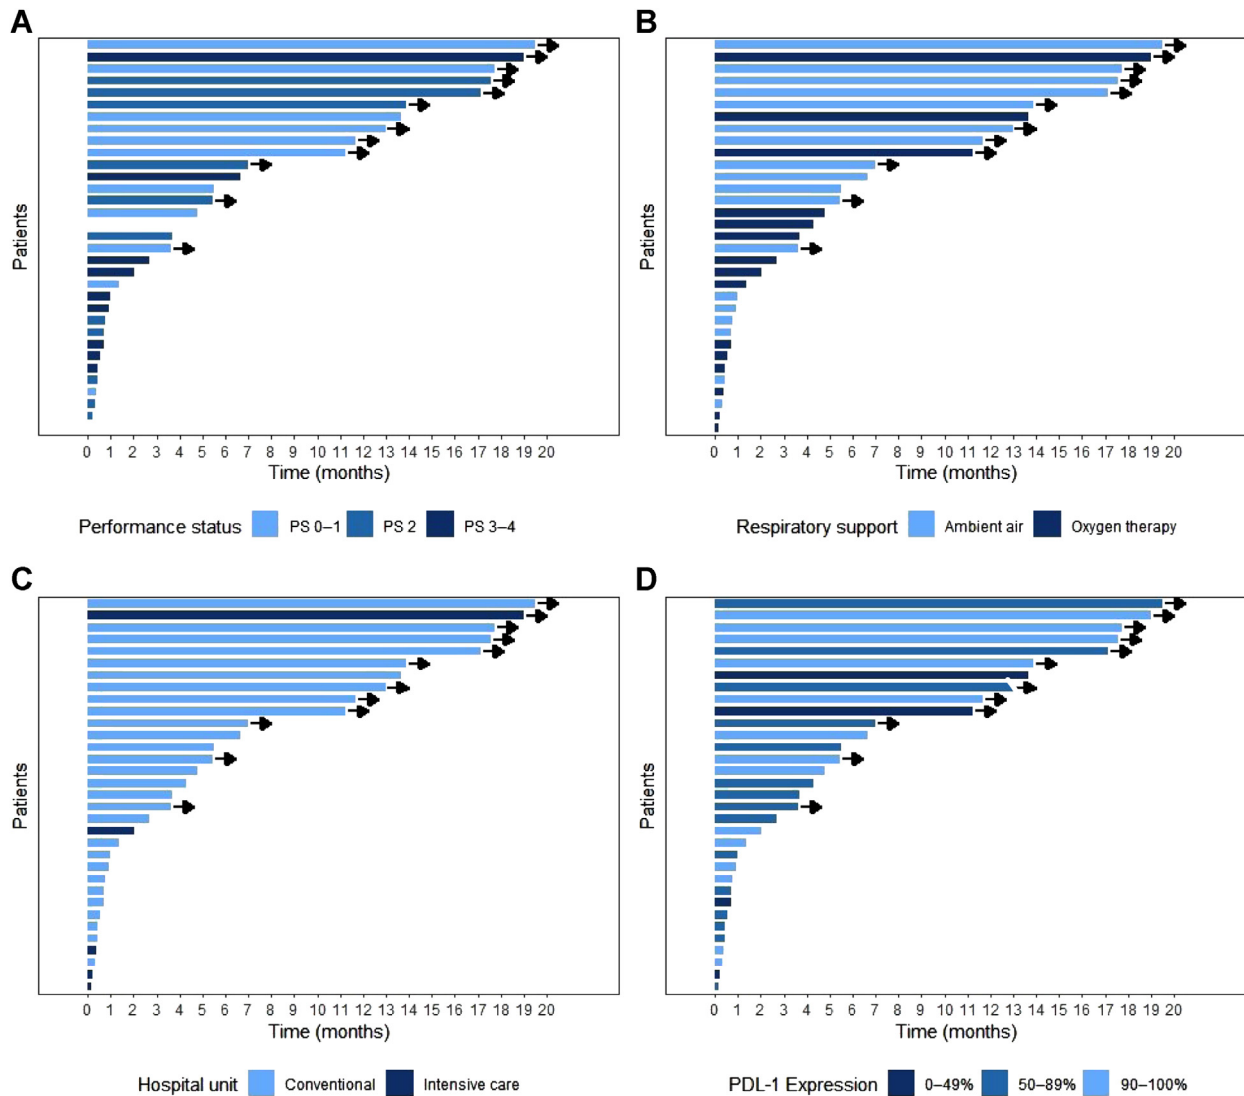 A
Patients
0 1 2 3 4 5 6 7 8 9 10 11 12 13 14 15 16 17 18 19 20
Time (months)
Performance status PS 0–1 PS 2 PS 3–4
B
Patients
0 1 2 3 4 5 6 7 8 9 10 11 12 13 14 15 16 17 18 19 20
Time (months)
Respiratory support Ambient air Oxygen therapy
C
Patients
0 1 2 3 4 5 6 7 8 9 10 11 12 13 14 15 16 17 18 19 20
Time (months)
Hospital unit Conventional Intensive care
D
Patients
0 1 2 3 4 5 6 7 8 9 10 11 12 13 14 15 16 17 18 19 20
Time (months)
PDL-1 Expression 0–49% 50–89% 90–100%